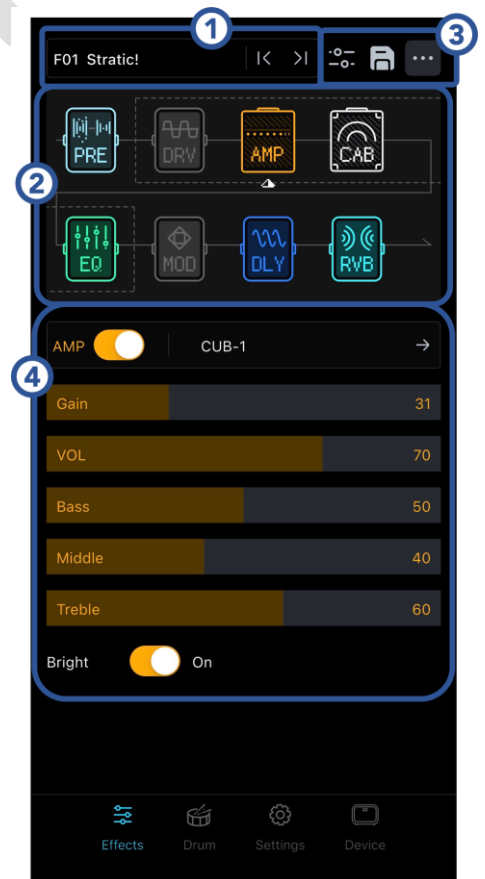 1
3
F01 Stratic!
2
PRE DRV AMP CAB
EQ MOD DLY RVB
4
AMP CUB-1
Gain 31
VOL 70
Bass 50
Middle 40
Treble 60
Bright On
Effects Drum Settings Device